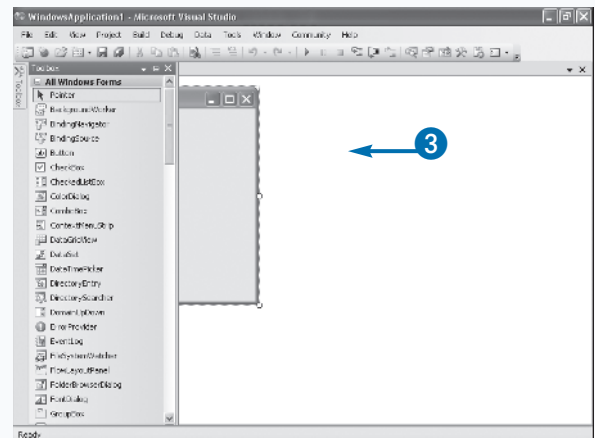 WindowsApplication1 - Microsoft Visual Studio
File Edit View Project Build Debug Data Tools Window Community Help
Toolbox
Toolbox
All Windows Forms
Pointer
BackgroundWorker
BindingNavigator
BindingSource
Button
CheckBox
CheckedListBox
ColorDialog
ComboBox
ContextMenuStrip
DataGridView
DataSet
DateTimePicker
DirectoryEntry
DirectorySearcher
DomainUpDown
ErrorProvider
EventLog
FileSystemWatcher
FlowLayoutPanel
FolderBrowserDialog
FontDialog
GroupBox
3
Ready